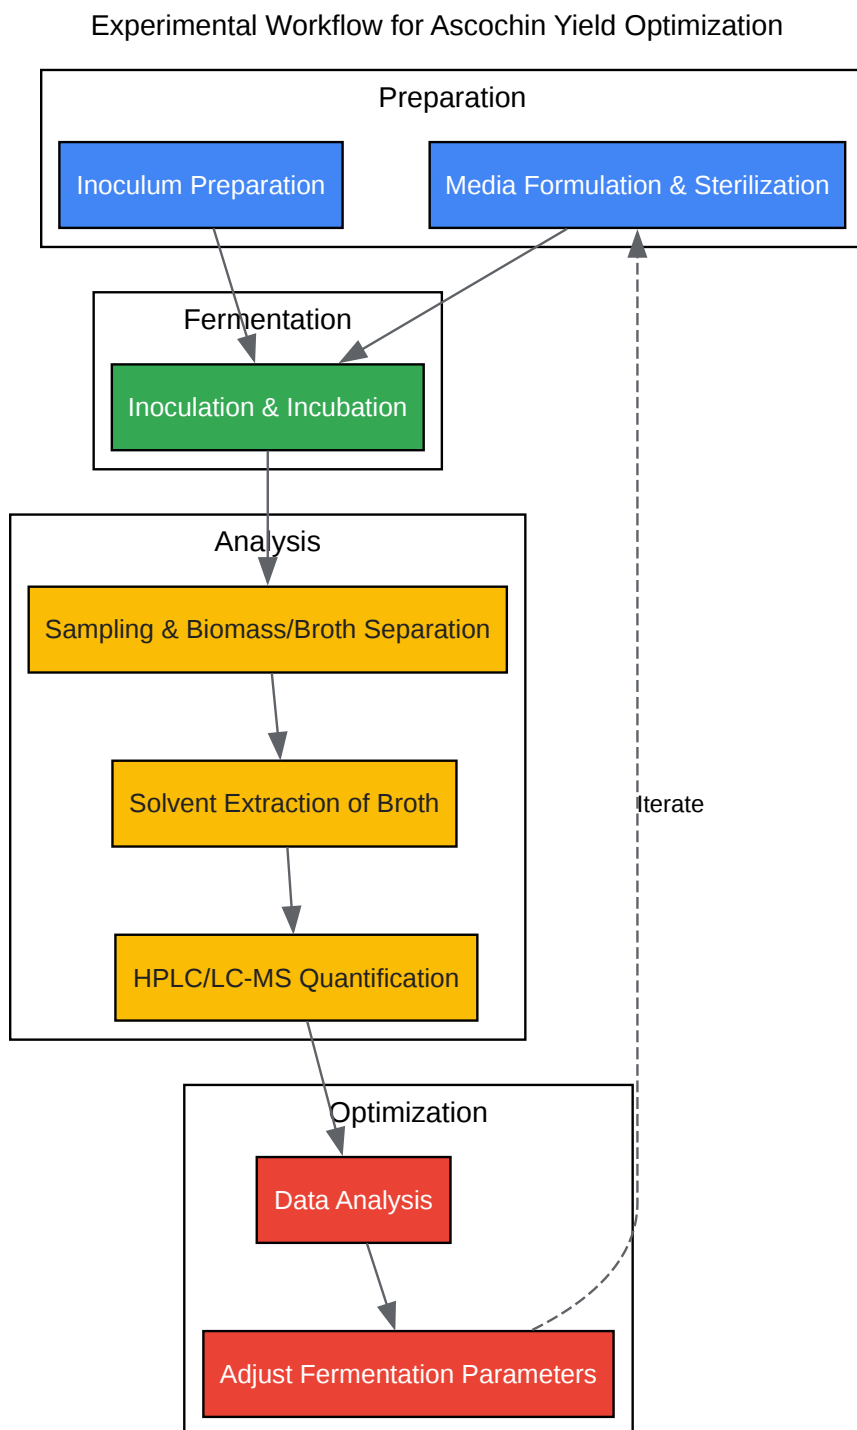 Experimental Workflow for Ascochin Yield Optimization
Preparation
Inoculum Preparation
Media Formulation & Sterilization
Fermentation
Inoculation & Incubation
Analysis
Sampling & Biomass/Broth Separation
Solvent Extraction of Broth
Iterate
HPLC/LC-MS Quantification
Optimization
Data Analysis
Adjust Fermentation Parameters